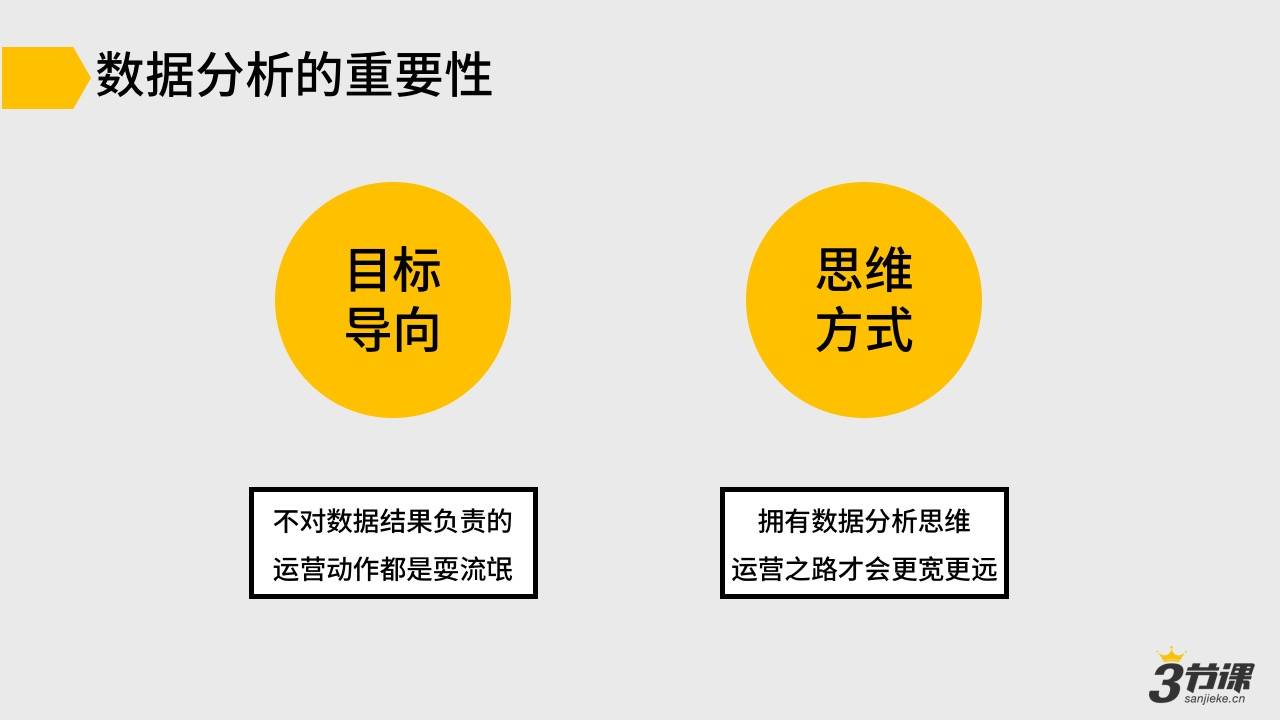 数据分析的重要性
目标
导向
思维
方式
不对数据结果负责的
运营动作都是耍流氓
拥有数据分析思维
运营之路才会更宽更远
3节课
sanjieke.cn